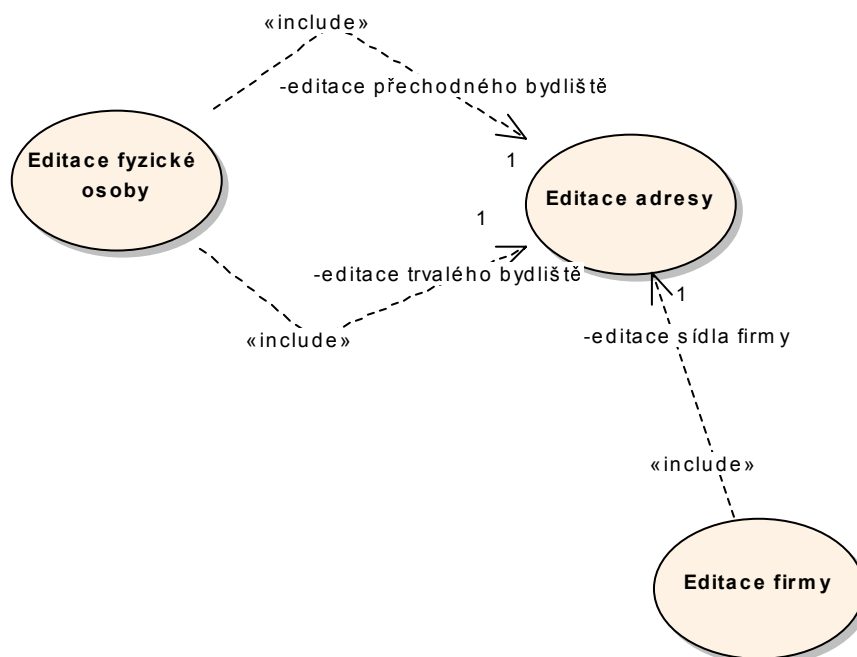 «include»
-editace přechodného bydliště
Editace fyzické
osoby
1
Editace adresy
1
-editace trvalého bydliště
1
-editace sídla firmy
«include»
«include»
Editace firmy